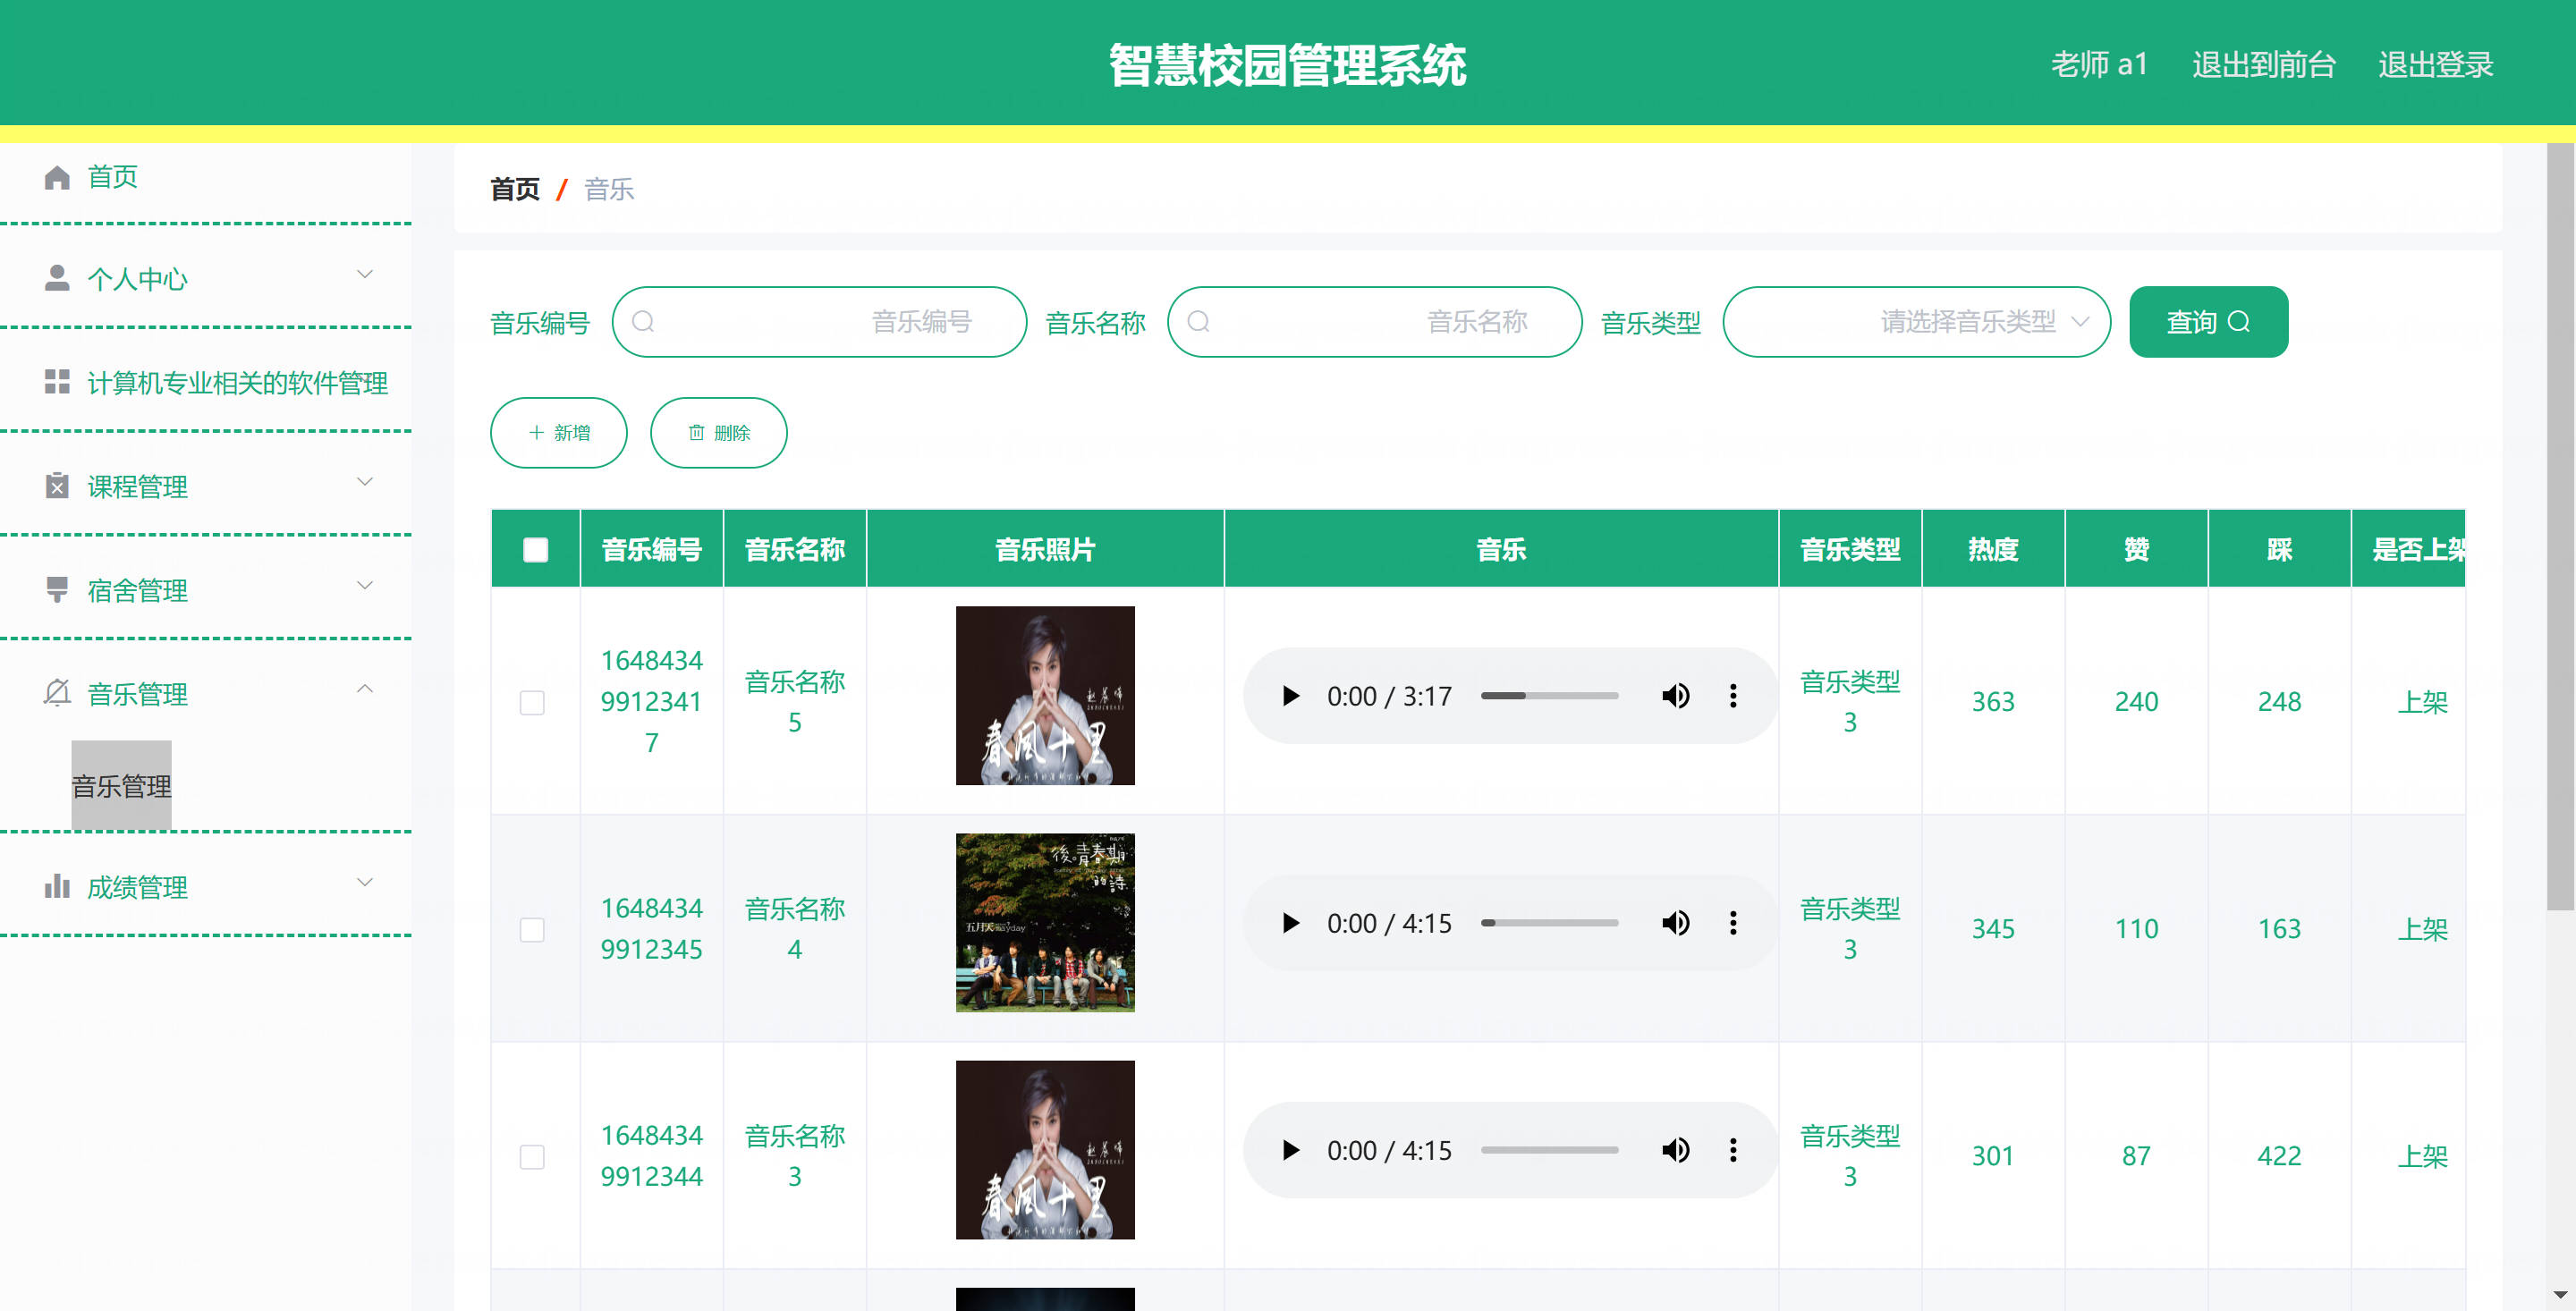 智慧校园管理系统
老师 a1 退出到前台 退出登录
首页
个人中心
计算机专业相关的软件管理
课程管理
宿舍管理
音乐管理
音乐管理
成绩管理
首页 / 音乐
音乐编号 音乐编号 音乐名称 音乐名称 音乐类型 请选择音乐类型 查询
新增 删除
音乐编号 音乐名称 音乐照片 音乐 音乐类型 热度 赞 踩 是否上架
1648434
9912341
7
音乐名称
5
春风十里
0:00 / 3:17
音乐类型
3
363 240 248 上架
1648434
9912345
音乐名称
4
後青春期
的詩
五月天 mayday
0:00 / 4:15
音乐类型
3
345 110 163 上架
1648434
9912344
音乐名称
3
春风十里
0:00 / 4:15
音乐类型
3
301 87 422 上架